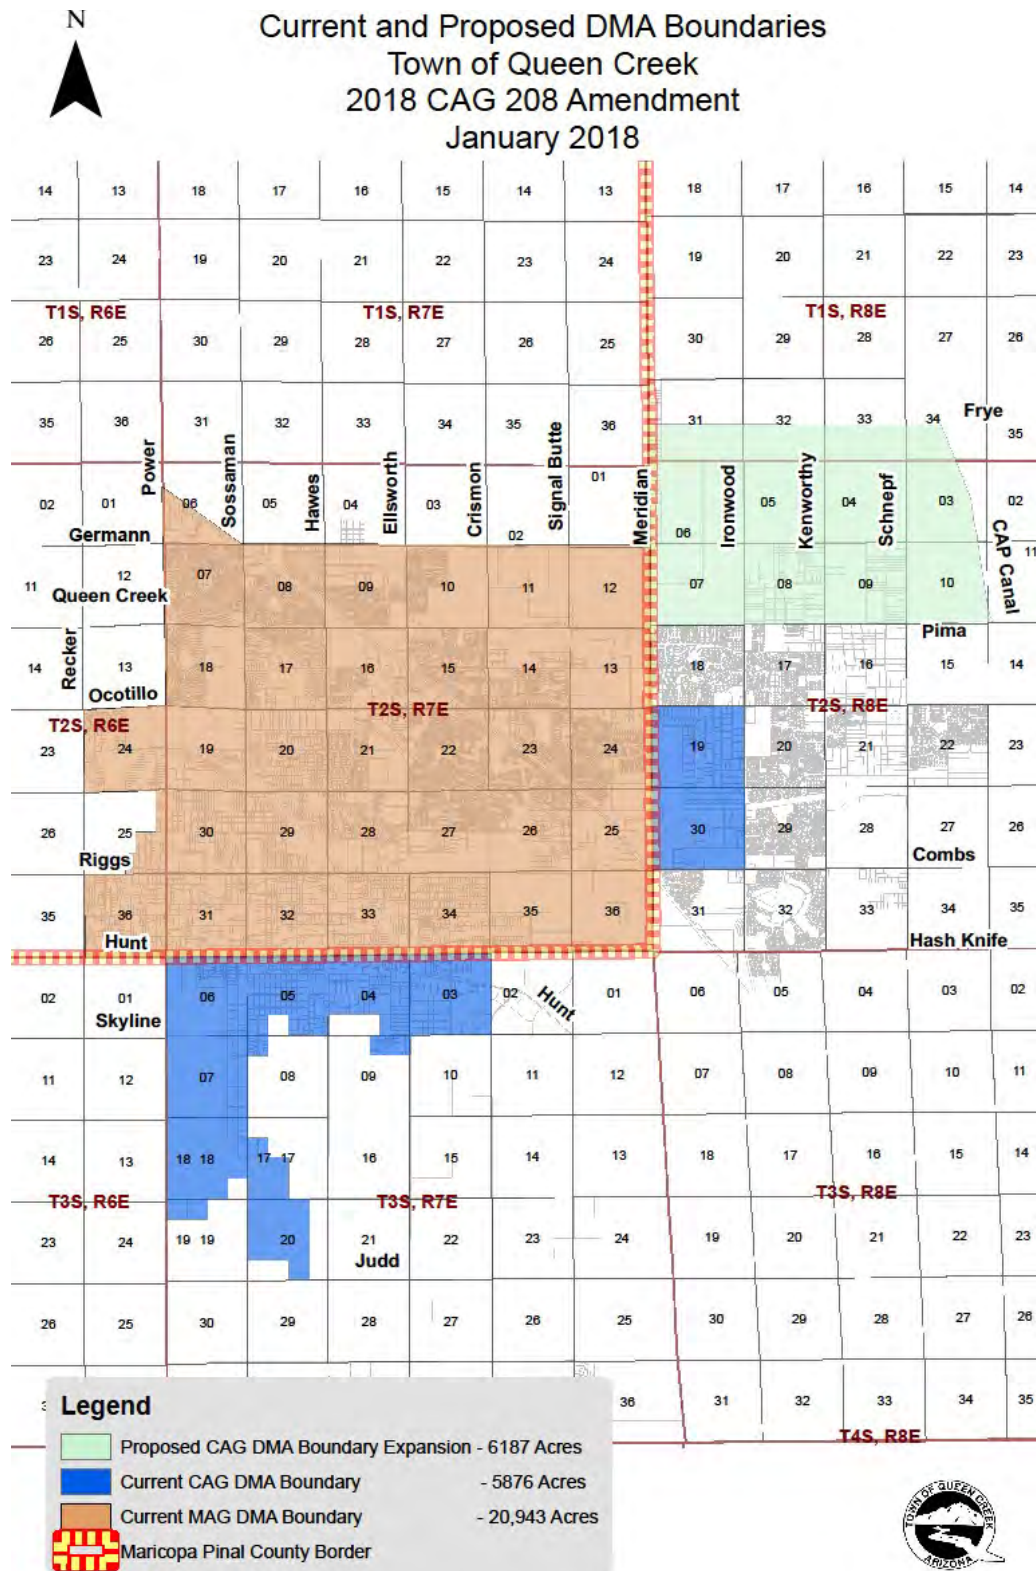 N
Current and Proposed DMA Boundaries
Town of Queen Creek
2018 CAG 208 Amendment
January 2018
14 13 18 17 16 15 14 13 18 17 16 15 14
23 24 19 20 21 22 23 24 19 20 21 22 23
T1S, R6E T1S, R7E T1S, R8E
26 25 30 29 28 27 26 25 30 29 28 27 26
35 36 31 32 33 34 35 36 31 32 33 34 Frye 35
Power Sossaman Hawes Ellsworth Crismon Signal Butte Meridian Ironwood Kenworthy Schnepf CAP Canal
02 01 06 05 04 03 02 01 06 05 04 03 02
Germann
11 12 07 08 09 10 11 12 07 08 09 10 11
Queen Creek
Pima
Recker
14 13 18 17 16 15 14 13 18 17 16 15 14
Ocotillo
T2S, R6E T2S, R7E T2S, R8E
23 24 19 20 21 22 23 24 19 20 21 22 23
26 25 30 29 28 27 26 25 30 29 28 27 26
Riggs Combs
35 36 31 32 33 34 35 36 31 32 33 34 35
Hunt Hash Knife
02 01 06 05 04 03 02 Hunt 01 06 05 04 03 02
Skyline
11 12 07 08 09 10 11 12 07 08 09 10 11
14 13 18 18 17 17 16 15 14 13 18 17 16 15 14
T3S, R6E T3S, R7E T3S, R8E
23 24 19 19 20 21 22 23 24 19 20 21 22 23
Judd
26 25 30 29 28 27 26 25 30 29 28 27 26
36 31 32 33 34 35
T4S, R8E
Legend
Proposed CAG DMA Boundary Expansion - 6187 Acres
Current CAG DMA Boundary - 5876 Acres
Current MAG DMA Boundary - 20,943 Acres
Maricopa Pinal County Border
TOWN OF QUEEN CREEK
ARIZONA